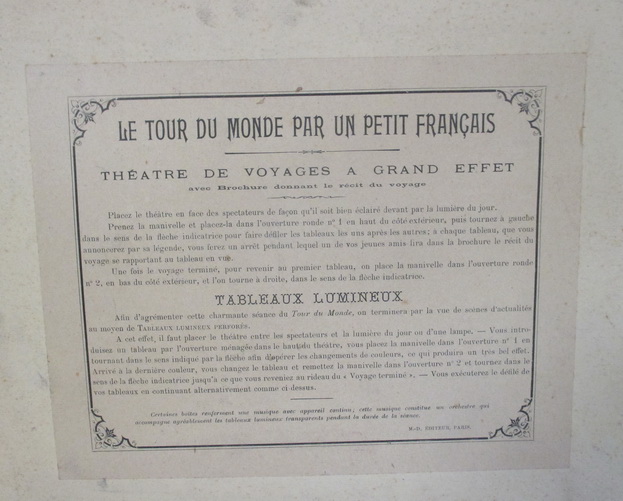 LE TOUR DU MONDE PAR UN PETIT FRANÇAIS
THÉATRE DE VOYAGES A GRAND EFFET
avec Brochure donnant le récit du voyage
Placez le théâtre en face des spectateurs de façon qu'il soit bien éclairé devant par la lumière du jour.
Prenez la manivelle et placez-la dans l'ouverture ronde nº 1 en haut du côté extérieur, puis tournez à gauche
dans le sens de la flèche indicatrice pour faire défiler les tableaux les uns après les autres; à chaque tableau, que vous
annoncerez par sa légende, vous ferez un arrêt pendant lequel un de vos jeunes amis lira dans la brochure le récit du
voyage se rapportant au tableau en vue.
Une fois le voyage terminé, pour revenir au premier tableau, on place la manivelle dans l'ouverture ronde
nº 2, en bas du côté extérieur, et l'on tourne à droite, dans le sens de la flèche indicatrice.
TABLEAUX LUMINEUX
Afin d'agrémenter cette charmante séance du Tour du Monde, on terminera par la vue de scènes d'actualités
au moyen de TABLEAUX LUMINEUX PERFORÉS.
A cet effet, il faut placer le théâtre entre les spectateurs et la lumière du jour ou d'une lampe. — Vous intro-
duisez un tableau par l'ouverture ménagée dans le haut du théâtre, vous placez la manivelle dans l'ouverture nº 1 en
tournant dans le sens indiqué par la flèche afin d'opérer les changements de couleurs, ce qui produira un très bel effet.
Arrivé à la dernière couleur, vous changez le tableau et remettez la manivelle dans l'ouverture nº 2 et tournez dans le
sens de la flèche indicatrice jusqu'à ce que vous reveniez au rideau du « Voyage terminé ». — Vous exécuterez le défilé de
vos tableaux en continuant alternativement comme ci-dessus.
Certaines boîtes renferment une musique avec appareil continu; cette musique constitue un orchestre qui
accompagne agréablement les tableaux lumineux transparents pendant la durée de la séance.
M.-D. ÉDITEUR, PARIS.